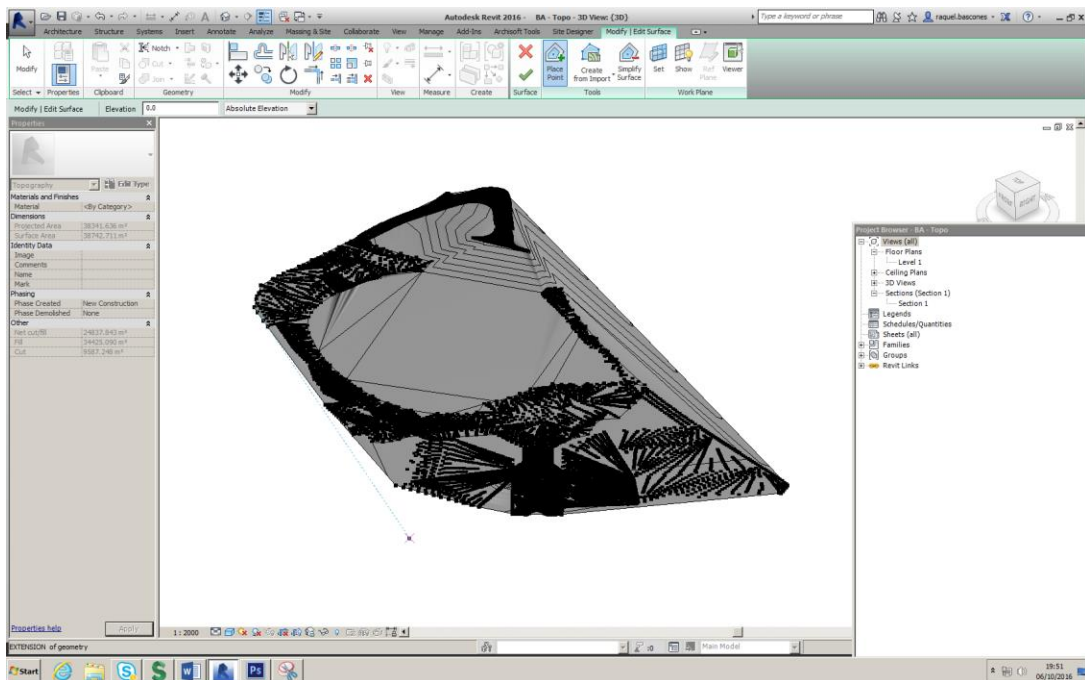 Autodesk Revit 2016 - BA - Topo - 3D View: {3D}
Type a keyword or phrase
raquel.bascones
Architecture Structure Systems Insert Annotate Analyze Massing & Site Collaborate View Manage Add-Ins Archisoft Tools Site Designer Modify | Edit Surface
Modify
Paste
Notch
Cut
Join
Place Point
Create from Import
Simplify Surface
Set Show Ref Plane Viewer
Select Properties Clipboard Geometry Modify View Measure Create Surface Tools Work Plane
Modify | Edit Surface Elevation 0.0 Absolute Elevation
Properties
Topography Edit Type
Materials and Finishes
Material <By Category>
Dimensions
Projected Area 38341.636 m²
Surface Area 38742.711 m²
Identity Data
Image
Comments
Name
Mark
Phasing
Phase Created New Construction
Phase Demolished None
Other
Net cut/fill 24837.843 m³
Fill 34425.090 m³
Cut 9587.248 m³
Properties help Apply
TOP
FRONT
RIGHT
Project Browser - BA - Topo
Views (all)
Floor Plans
Level 1
Ceiling Plans
3D Views
Sections (Section 1)
Section 1
Legends
Schedules/Quantities
Sheets (all)
Families
Groups
Revit Links
1 : 2000
EXTENSION of geometry
:0 Main Model
Start
19:51
06/10/2016